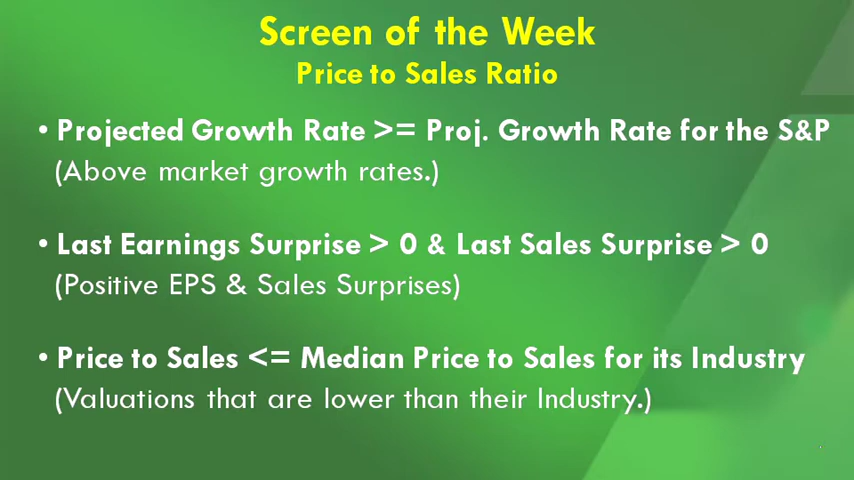 Screen of the Week
Price to Sales Ratio
• Projected Growth Rate >= Proj. Growth Rate for the S&P
(Above market growth rates.)
• Last Earnings Surprise > 0 & Last Sales Surprise > 0
(Positive EPS & Sales Surprises)
• Price to Sales <= Median Price to Sales for its Industry
(Valuations that are lower than their Industry.)